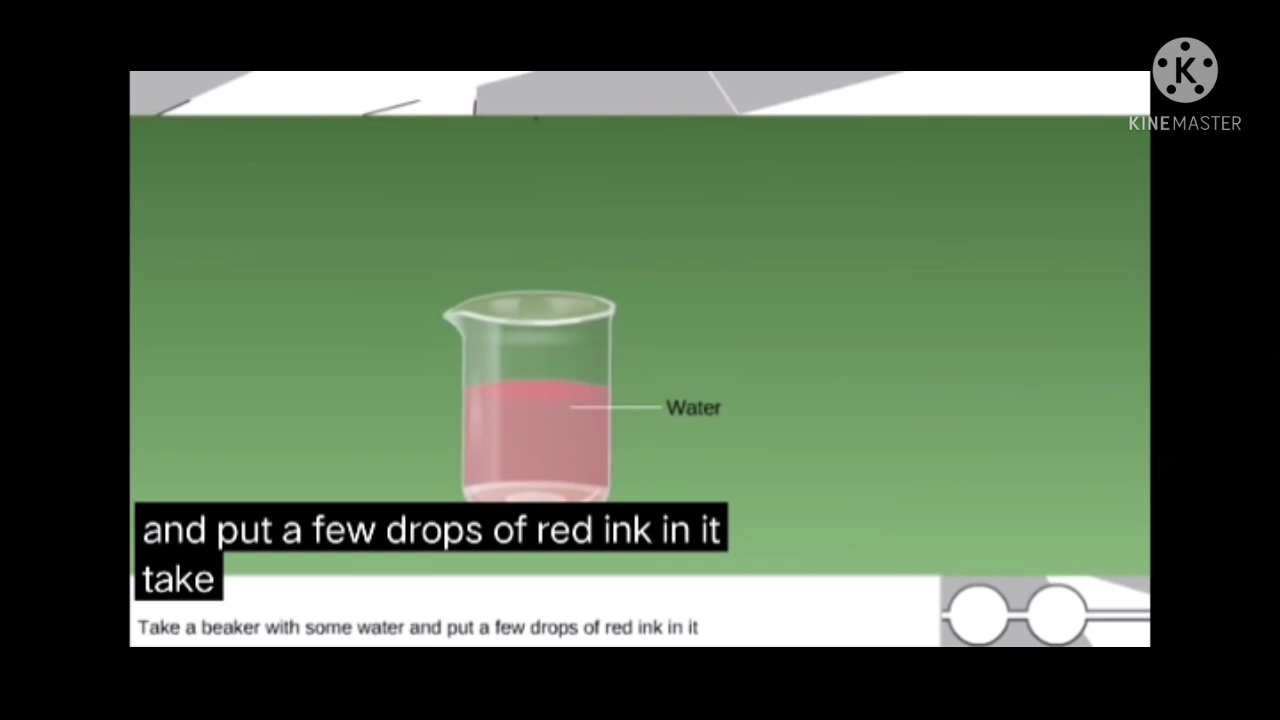 K
KINEMASTER
Water
and put a few drops of red ink in it
take
Take a beaker with some water and put a few drops of red ink in it